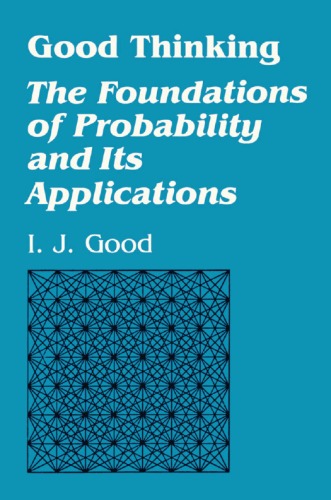 Good Thinking
The Foundations
of Probability
and Its
Applications
I. J. Good